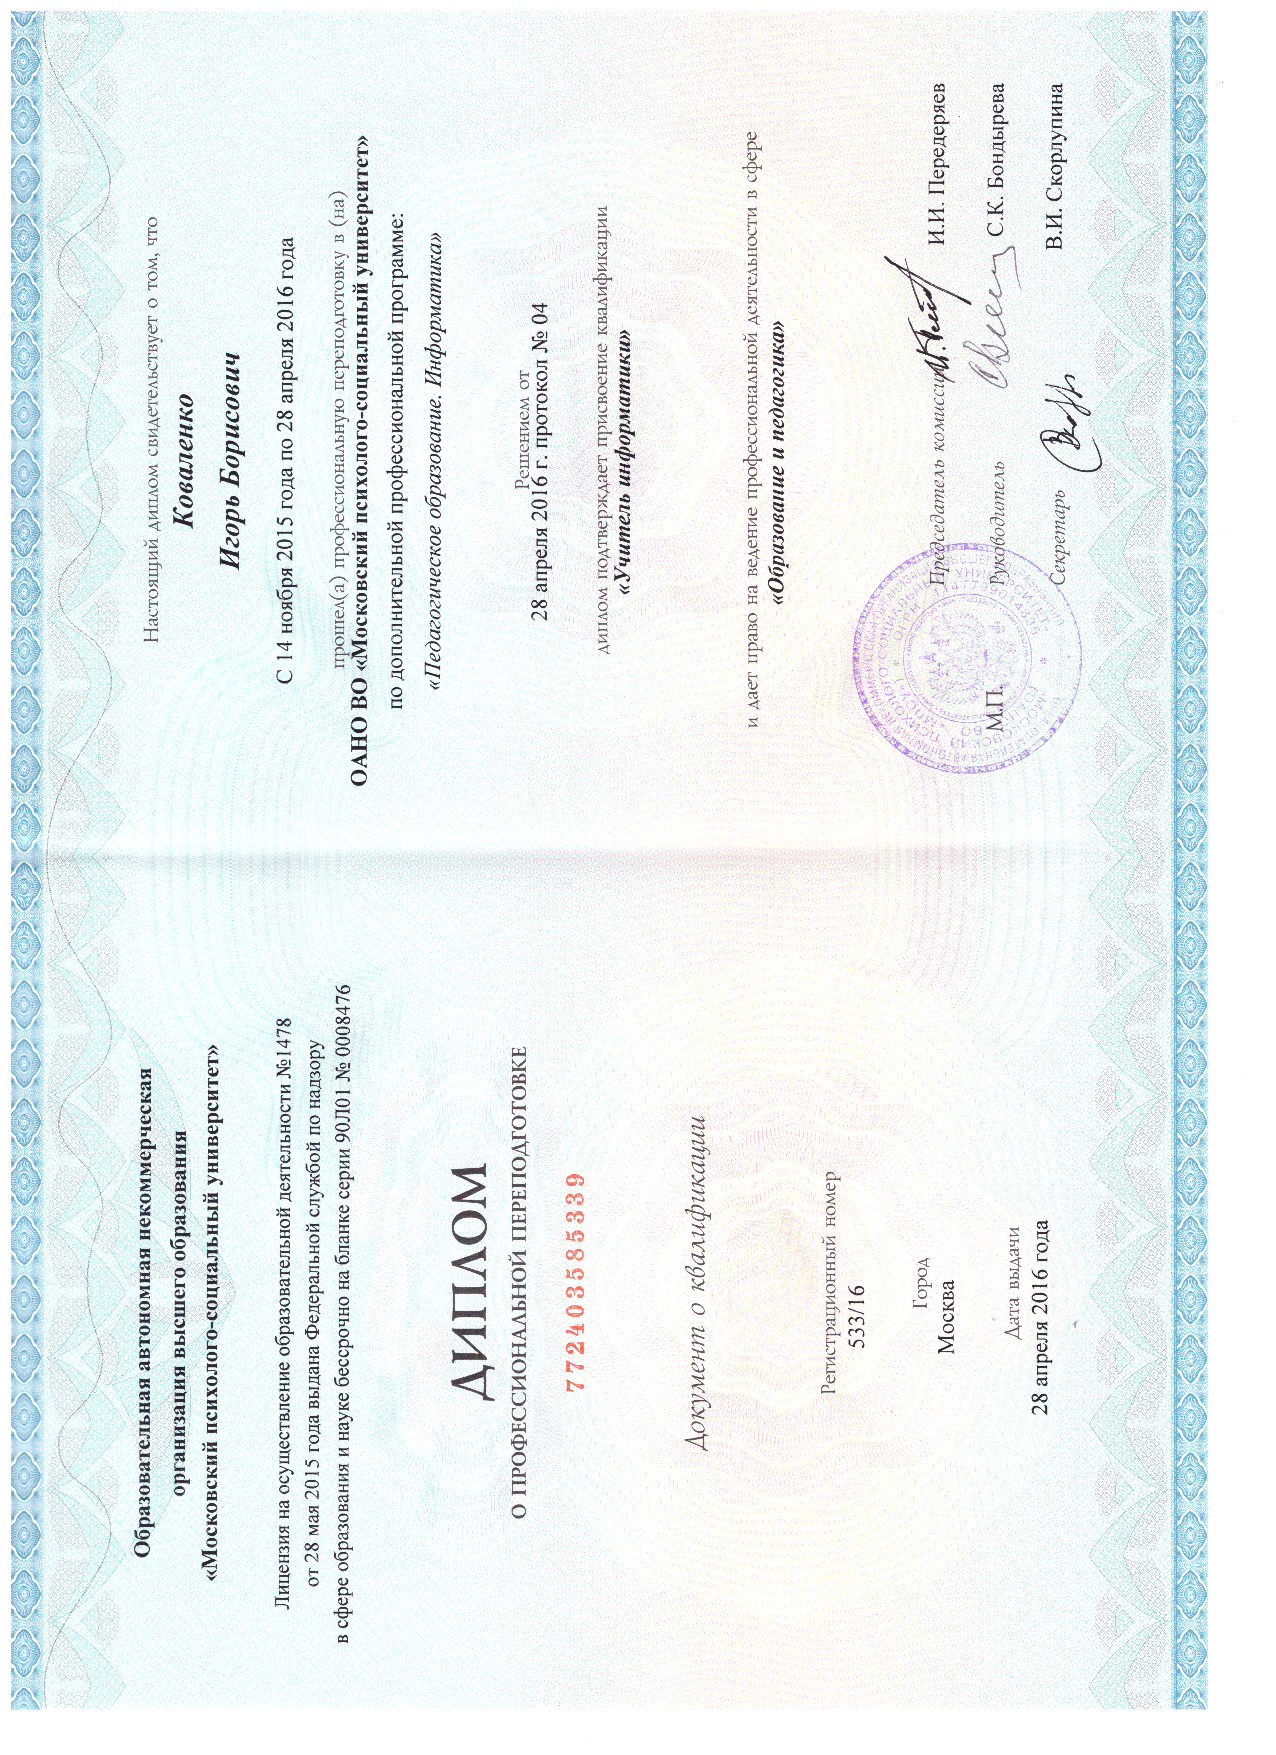 Образовательная автономная некоммерческая
организация высшего образования
«Московский психолого-социальный университет»
Лицензия на осуществление образовательной деятельности №1478
от 28 мая 2015 года выдана Федеральной службой по надзору
в сфере образования и науке бессрочно на бланке серии 90Л01 № 0008476
ДИПЛОМ
О ПРОФЕССИОНАЛЬНОЙ ПЕРЕПОДГОТОВКЕ
772403585339
Документ о квалификации
Регистрационный номер
533/16
Город
Москва
Дата выдачи
28 апреля 2016 года
Настоящий диплом свидетельствует о том, что
Коваленко
Игорь Борисович
С 14 ноября 2015 года по 28 апреля 2016 года
прошел(а) профессиональную переподготовку в (на)
ОАНО ВО «Московский психолого-социальный университет»
по дополнительной профессиональной программе:
«Педагогическое образование. Информатика»
Решением от
28 апреля 2016 г. протокол № 04
диплом подтверждает присвоение квалификации
«Учитель информатики»
и дает право на ведение профессиональной деятельности в сфере
«Образование и педагогика»
Председатель комиссии И.И. Передеряев
М.П. Руководитель С.К. Бондырева
Секретарь В.И. Скорлупина